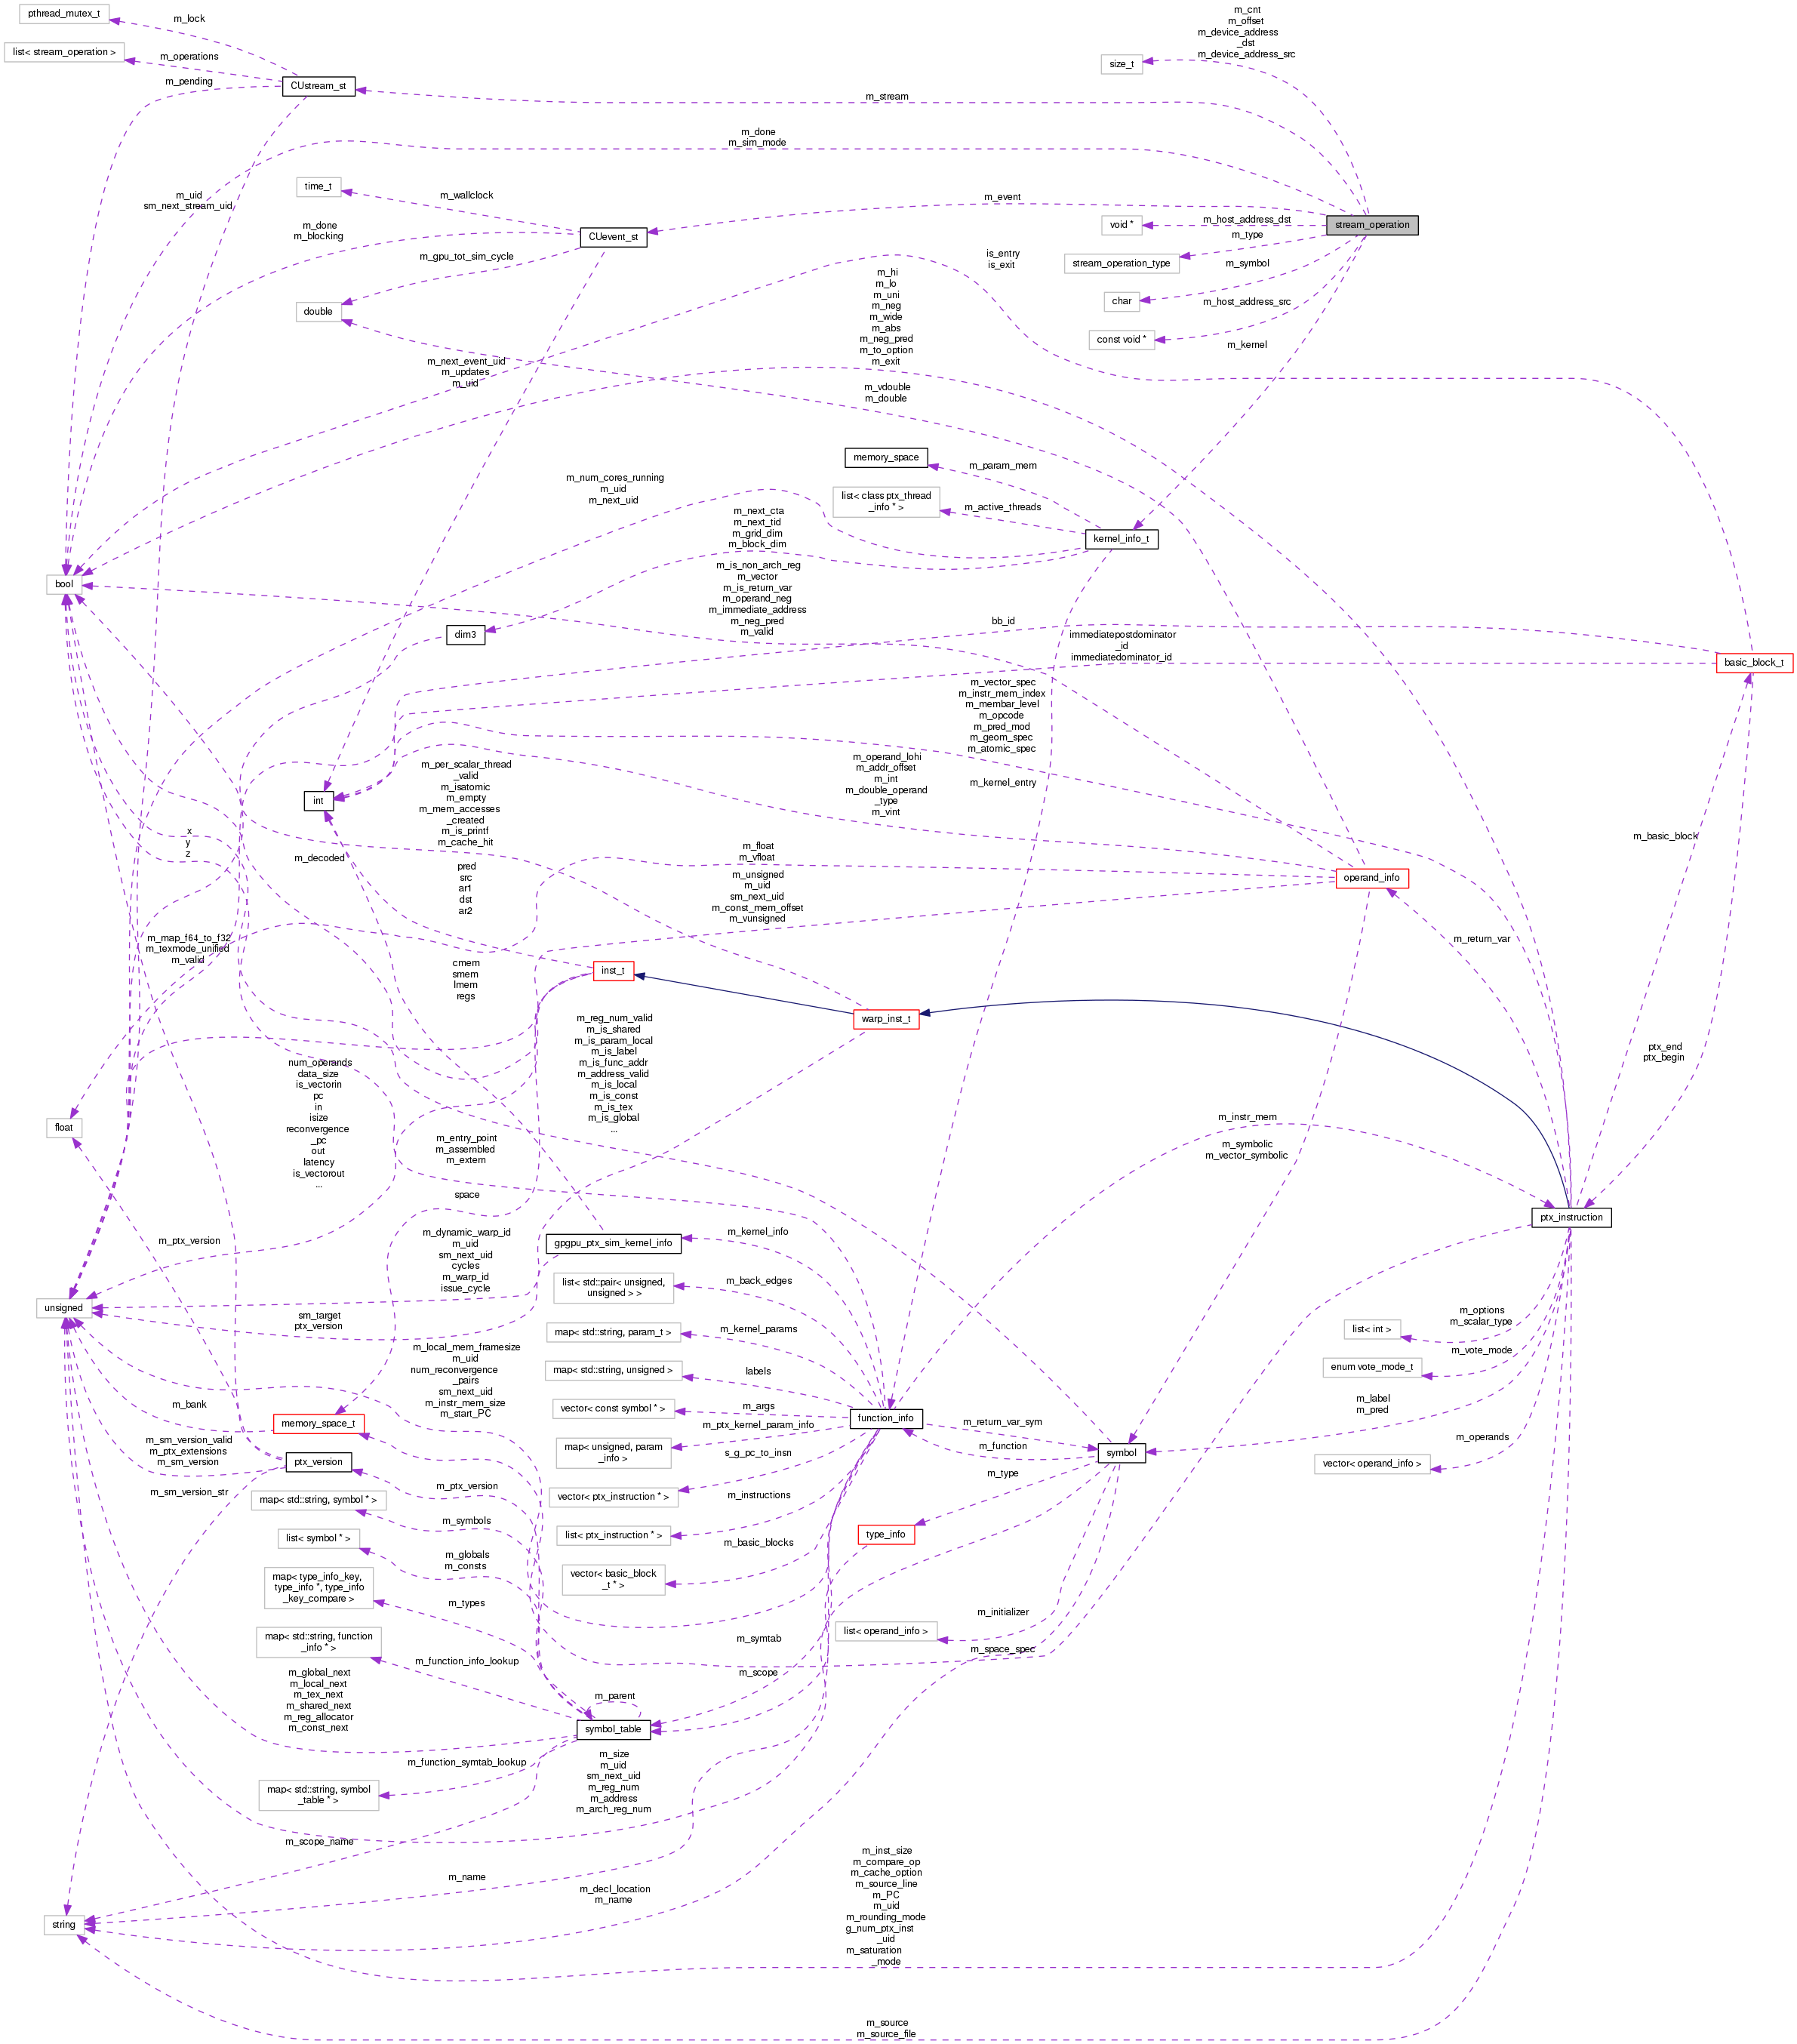 m_cnt
m_offset
m_device_address
_dst
m_device_address_src
pthread_mutex_t
m_lock
list< stream_operation >
m_operations
size_t
m_pending
CUstream_st
m_stream
m_done
m_sim_mode
time_t
m_wallclock
m_uid
sm_next_stream_uid
m_event
void *
m_host_address_dst
stream_operation
m_done
m_blocking
CUevent_st
m_type
m_gpu_tot_sim_cycle
is_entry
is_exit
stream_operation_type
m_symbol
double
char
m_host_address_src
m_hi
m_lo
m_uni
m_neg
m_wide
m_abs
m_neg_pred
m_to_option
m_exit
const void *
m_kernel
m_next_event_uid
m_updates
m_uid
m_vdouble
m_double
memory_space
m_param_mem
m_num_cores_running
m_uid
m_next_uid
list< class ptx_thread
_info * >
m_active_threads
m_next_cta
m_next_tid
m_grid_dim
m_block_dim
kernel_info_t
bool
m_is_non_arch_reg
m_vector
m_is_return_var
m_operand_neg
m_immediate_address
m_neg_pred
m_valid
dim3
bb_id
immediatepostdominator
_id
immediatedominator_id
basic_block_t
m_vector_spec
m_instr_mem_index
m_membar_level
m_opcode
m_pred_mod
m_geom_spec
m_atomic_spec
m_operand_lohi
m_addr_offset
m_int
m_double_operand
_type
m_vint
m_kernel_entry
m_per_scalar_thread
_valid
m_isatomic
m_empty
m_mem_accesses
_created
m_is_printf
m_cache_hit
int
x
y
z
m_decoded
m_basic_block
m_float
m_vfloat
pred
src
ar1
dst
ar2
m_unsigned
m_uid
sm_next_uid
m_const_mem_offset
m_vunsigned
operand_info
m_map_f64_to_f32
m_texmode_unified
m_valid
m_return_var
cmem
smem
lmem
regs
inst_t
warp_inst_t
m_reg_num_valid
m_is_shared
m_is_param_local
m_is_label
m_is_func_addr
m_address_valid
m_is_local
m_is_const
m_is_tex
m_is_global
...
ptx_end
ptx_begin
num_operands
data_size
is_vectorin
pc
in
isize
reconvergence
_pc
out
latency
is_vectorout
...
float
m_instr_mem
m_entry_point
m_assembled
m_extern
m_symbolic
m_vector_symbolic
space
ptx_instruction
m_ptx_version
m_kernel_info
gpgpu_ptx_sim_kernel_info
m_dynamic_warp_id
m_uid
sm_next_uid
cycles
m_warp_id
issue_cycle
list< std::pair< unsigned,
unsigned > >
m_back_edges
unsigned
sm_target
ptx_version
map< std::string, param_t >
m_kernel_params
list< int >
m_options
m_scalar_type
m_local_mem_framesize
m_uid
num_reconvergence
_pairs
sm_next_uid
m_instr_mem_size
m_start_PC
map< std::string, unsigned >
labels
enum vote_mode_t
m_vote_mode
m_bank
vector< const symbol * >
m_args
m_label
m_pred
memory_space_t
function_info
m_ptx_kernel_param_info
m_return_var_sym
m_sm_version_valid
m_ptx_extensions
m_sm_version
ptx_version
map< unsigned, param
_info >
s_g_pc_to_insn
m_function
symbol
m_operands
vector< operand_info >
m_sm_version_str
m_ptx_version
m_type
vector< ptx_instruction * >
m_instructions
map< std::string, symbol * >
m_symbols
list< ptx_instruction * >
type_info
list< symbol * >
m_basic_blocks
m_globals
m_consts
map< type_info_key,
type_info *, type_info
_key_compare >
m_types
vector< basic_block
_t * >
m_initializer
list< operand_info >
map< std::string, function
_info * >
m_symtab
m_space_spec
m_function_info_lookup
m_scope
m_global_next
m_local_next
m_tex_next
m_shared_next
m_reg_allocator
m_const_next
m_parent
symbol_table
m_function_symtab_lookup
m_size
m_uid
sm_next_uid
m_reg_num
m_address
m_arch_reg_num
map< std::string, symbol
_table * >
m_scope_name
m_name
m_decl_location
m_name
m_inst_size
m_compare_op
m_cache_option
m_source_line
m_PC
m_uid
m_rounding_mode
g_num_ptx_inst
_uid
m_saturation
_mode
string
m_source
m_source_file